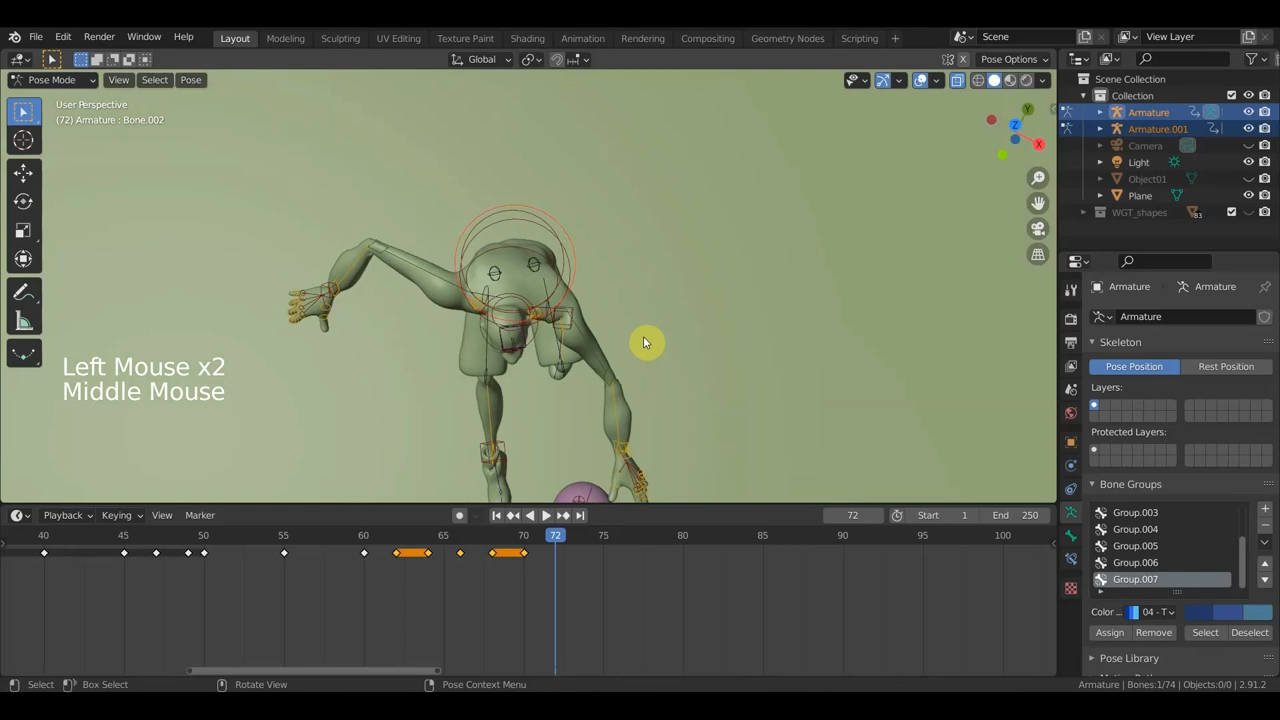 File Edit Render Window Help Layout Modeling Sculpting UV Editing Texture Paint Shading Animation Rendering Compositing Geometry Nodes Scripting + Scene View Layer
Global X Pose Options
Pose Mode View Select Pose
User Perspective
(72) Armature : Bone.002
Y
Z
X
Left Mouse x2
Middle Mouse
Scene Collection
Collection
Armature
Armature.001
Camera
Light
Object01
Plane
WGT_shapes 83
Armature Armature
Armature
Skeleton
Pose Position Rest Position
Layers:
Protected Layers:
Bone Groups
Group.003
Group.004
Group.005
Group.006
Group.007
Color... 04 - T
Assign Remove Select Deselect
Pose Library
Playback Keying View Marker 72 Start 1 End 250
40 45 50 55 60 65 70 72 75 80 85 90 95 100
Select Box Select Rotate View Pose Context Menu Armature | Bones:1/74 | Objects:0/0 | 2.91.2